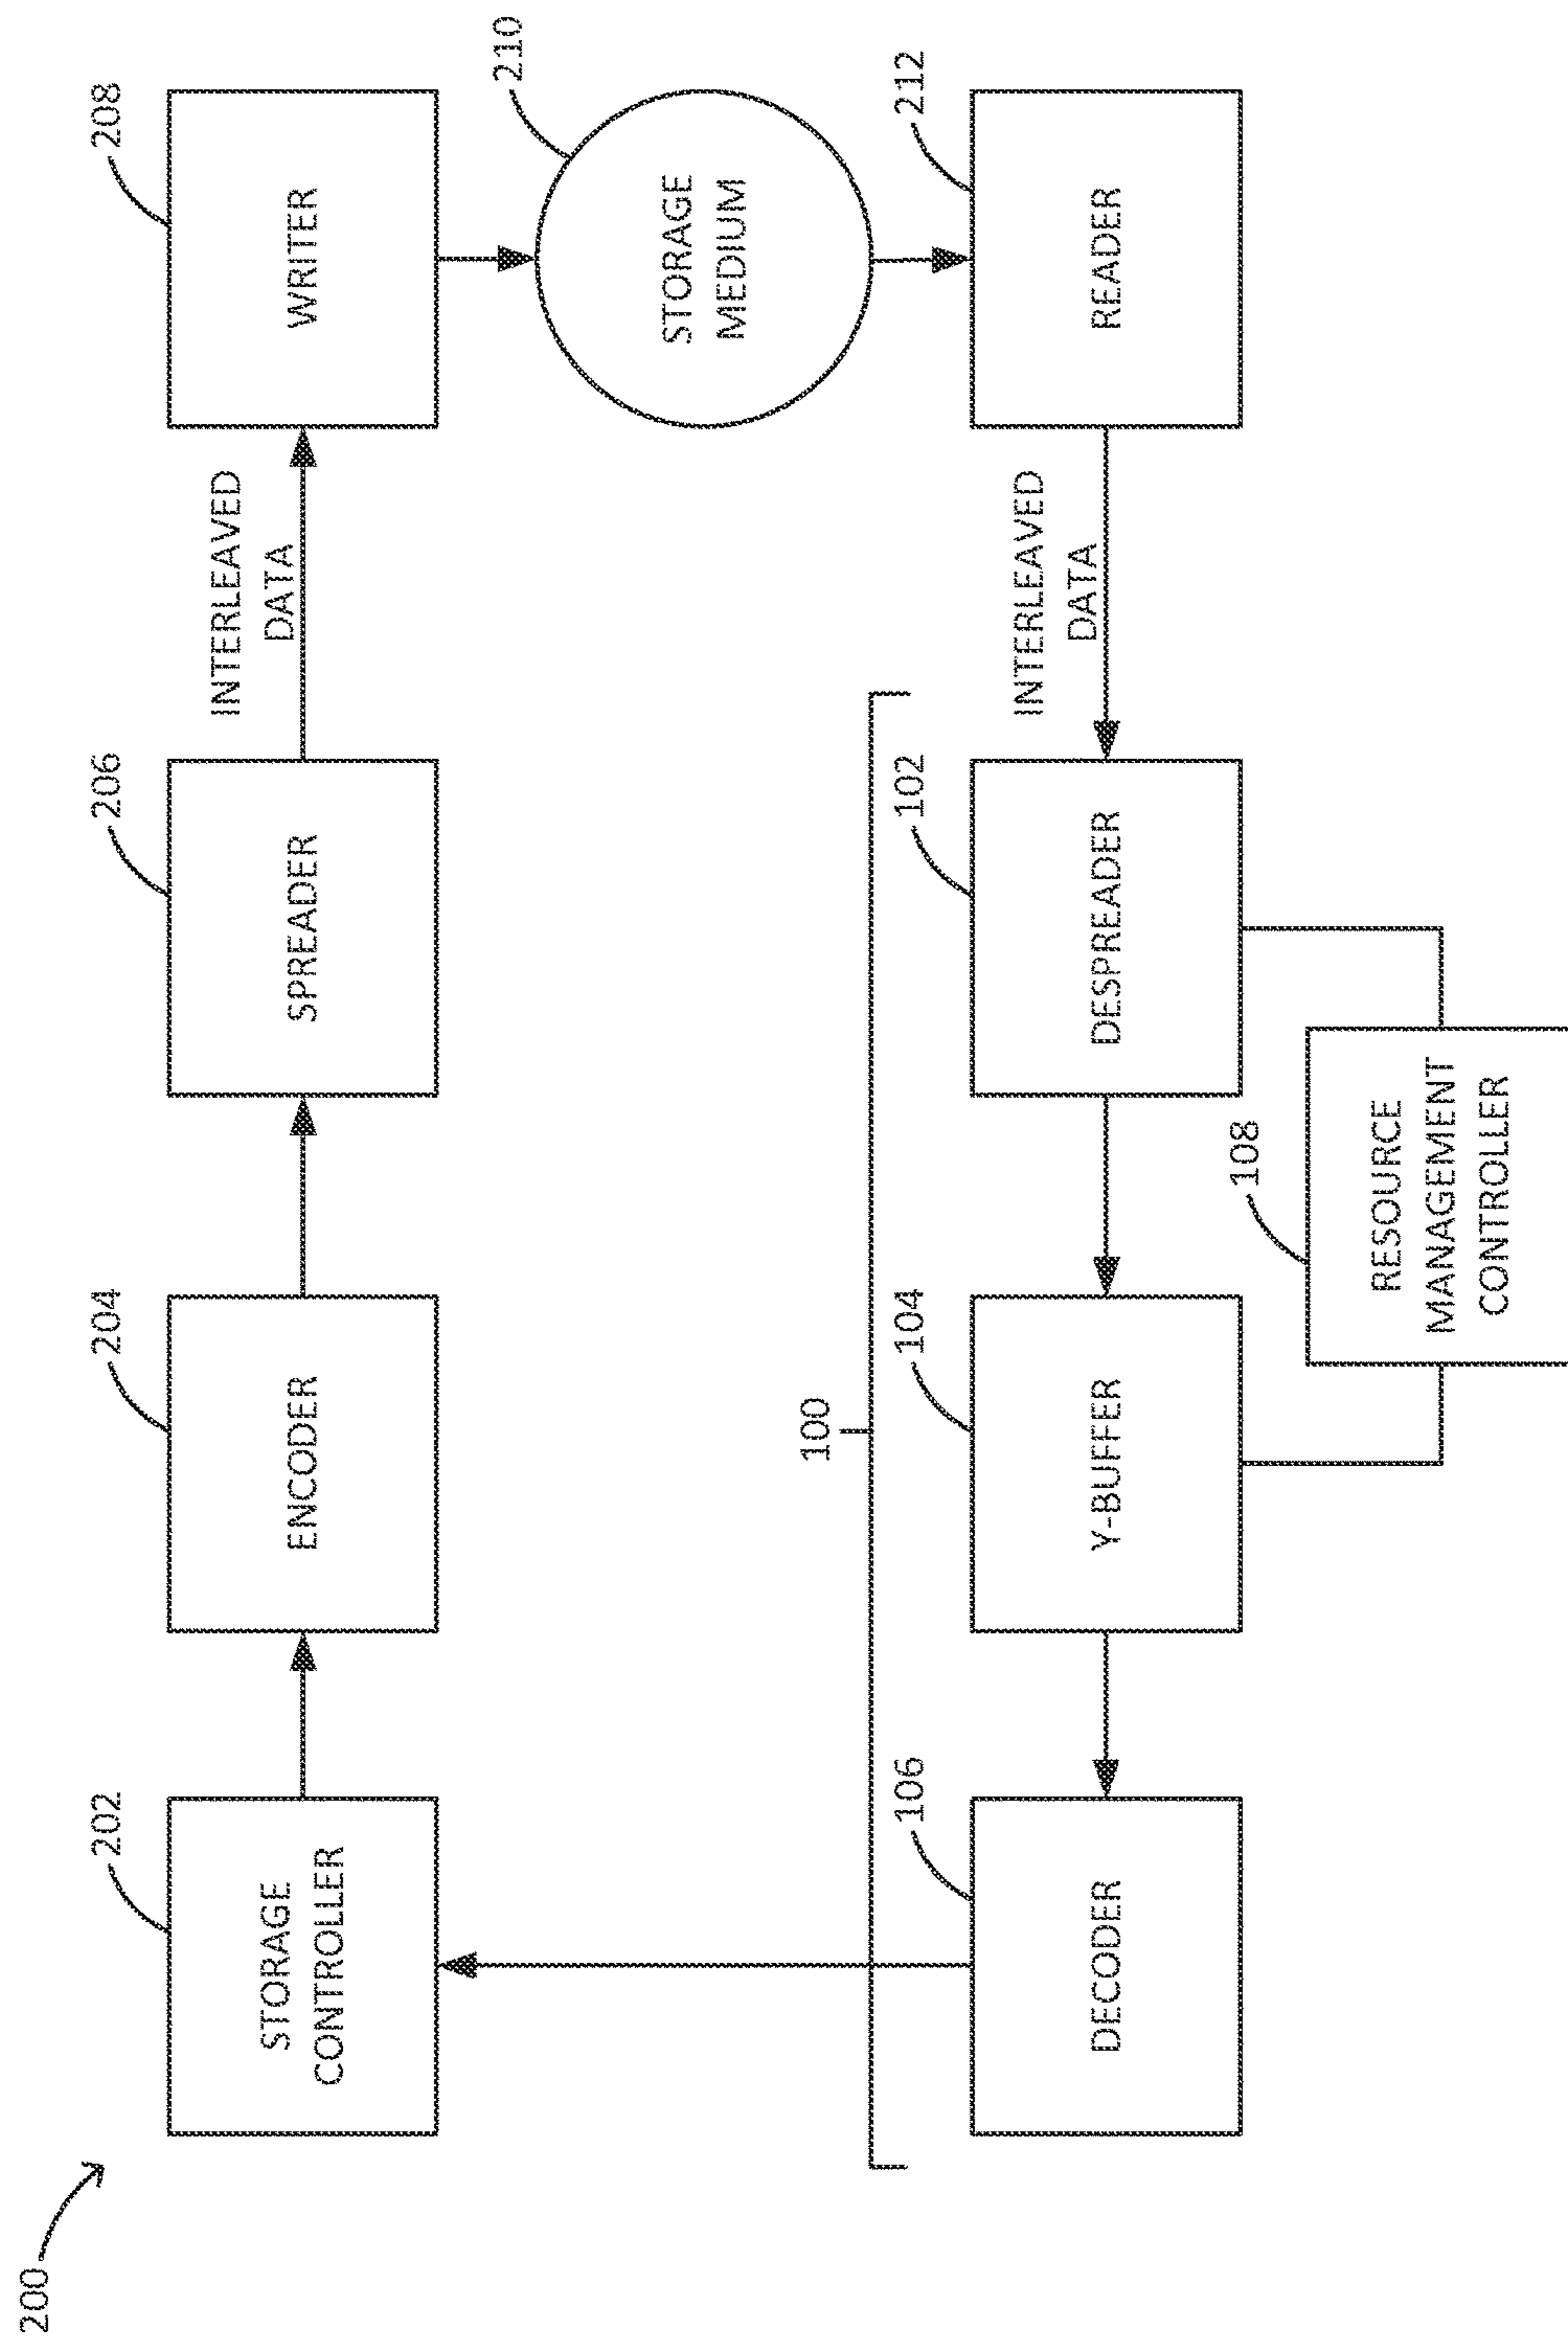 200
202
STORAGE
CONTROLLER
204
ENCODER
206
SPREADER
INTERLEAVED
DATA
208
WRITER
210
STORAGE
MEDIUM
212
READER
INTERLEAVED
DATA
100
102
DESPREADER
104
Y-BUFFER
106
DECODER
108
RESOURCE
MANAGEMENT
CONTROLLER